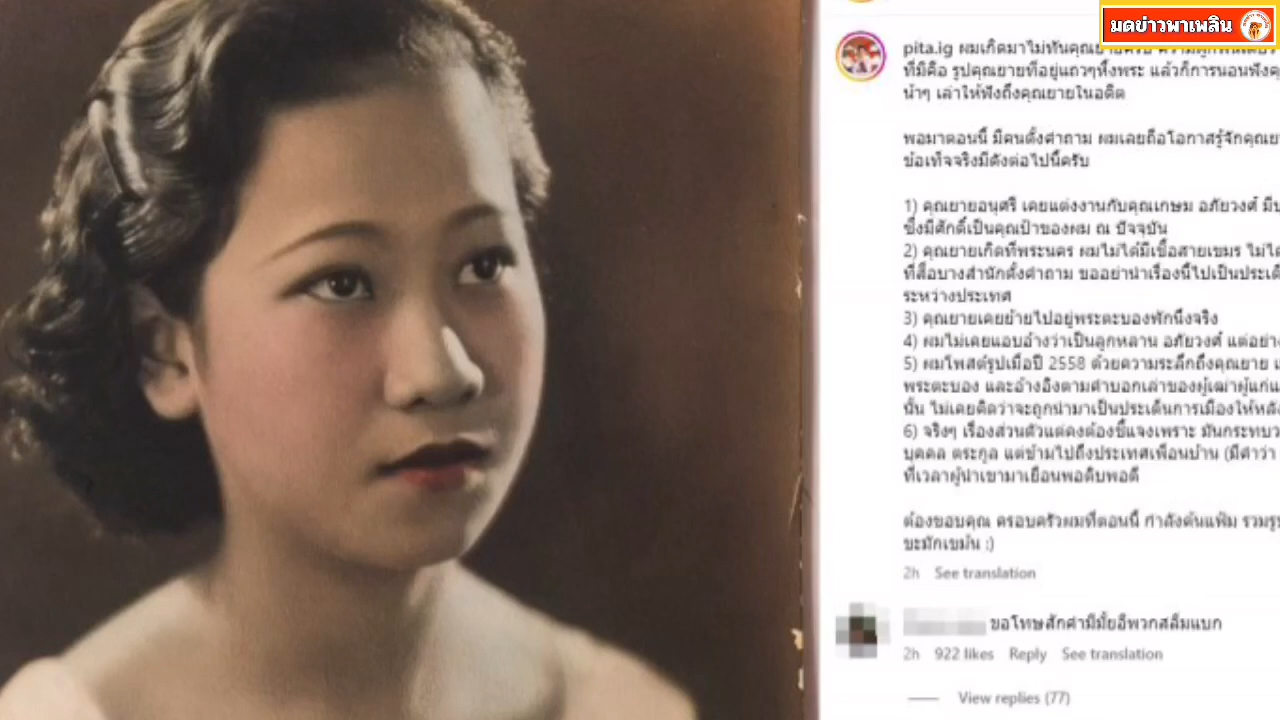 มดข่าวพาเพลิน
pita.ig ผมเกิดมาไม่ทันคุณยายครับ ความผูกพันเดียว
ที่มีคือ รูปคุณยายที่อยู่แถวๆหิ้งพระ แล้วก็การนอนฟัง
น้าๆ เล่าให้ฟังถึงคุณยายในอดีต
พอมาตอนนี้ มีคนตั้งคำถาม ผมเลยถือโอกาสรู้จักคุณยา
ข้อเท็จจริงมีดังต่อไปนี้ครับ
1) คุณยายอนุศรี เคยแต่งงานกับคุณเกษม อภัยวงศ์
ซึ่งมีศักดิ์เป็นคุณป้าของผม ณ ปัจจุบัน
2) คุณยายเกิดที่พระนคร ผมไม่ได้มีเชื้อสายเขมร ไม่ได้
ที่สื่อบางสำนักตั้งคำถาม ขออย่านำเรื่องนี้ไปเป็นประเด็
ระหว่างประเทศ
3) คุณยายเคยย้ายไปอยู่พระตะบองพักนึงจริง
4) ผมไม่เคยแอบอ้างว่าเป็นลูกหลาน อภัยวงศ์ แต่อย่าง
5) ผมโพสต์รูปเมื่อปี 2558 ด้วยความระลึกถึงคุณยาย
พระตะบอง และอ้างอิงตามคำบอกเล่าของผู้เฒ่าผู้แก่
นั้น ไม่เคยคิดว่าจะถูกนำมาเป็นประเด็นการเมืองให้หลัง
6) จริงๆ เรื่องส่วนตัวแต่คงต้องชี้แจงเพราะ มันกระทบ
บุคคล ตระกูล แต่ข้ามไปถึงประเทศเพื่อนบ้าน (มีคำว่า
ที่เวลาผู้นำเขามาเยือนพอดิบพอดี
ต้องขอบคุณ ครอบครัวผมที่ตอนนี้ กำลังค้นแฟ้ม รวมรูป
ขะมักเขม้น :)
2h See translation
ขอโทษสักคำมีมั้ยอีพวกสลิ่มแบก
2h 922 likes Reply See translation
View replies (77)